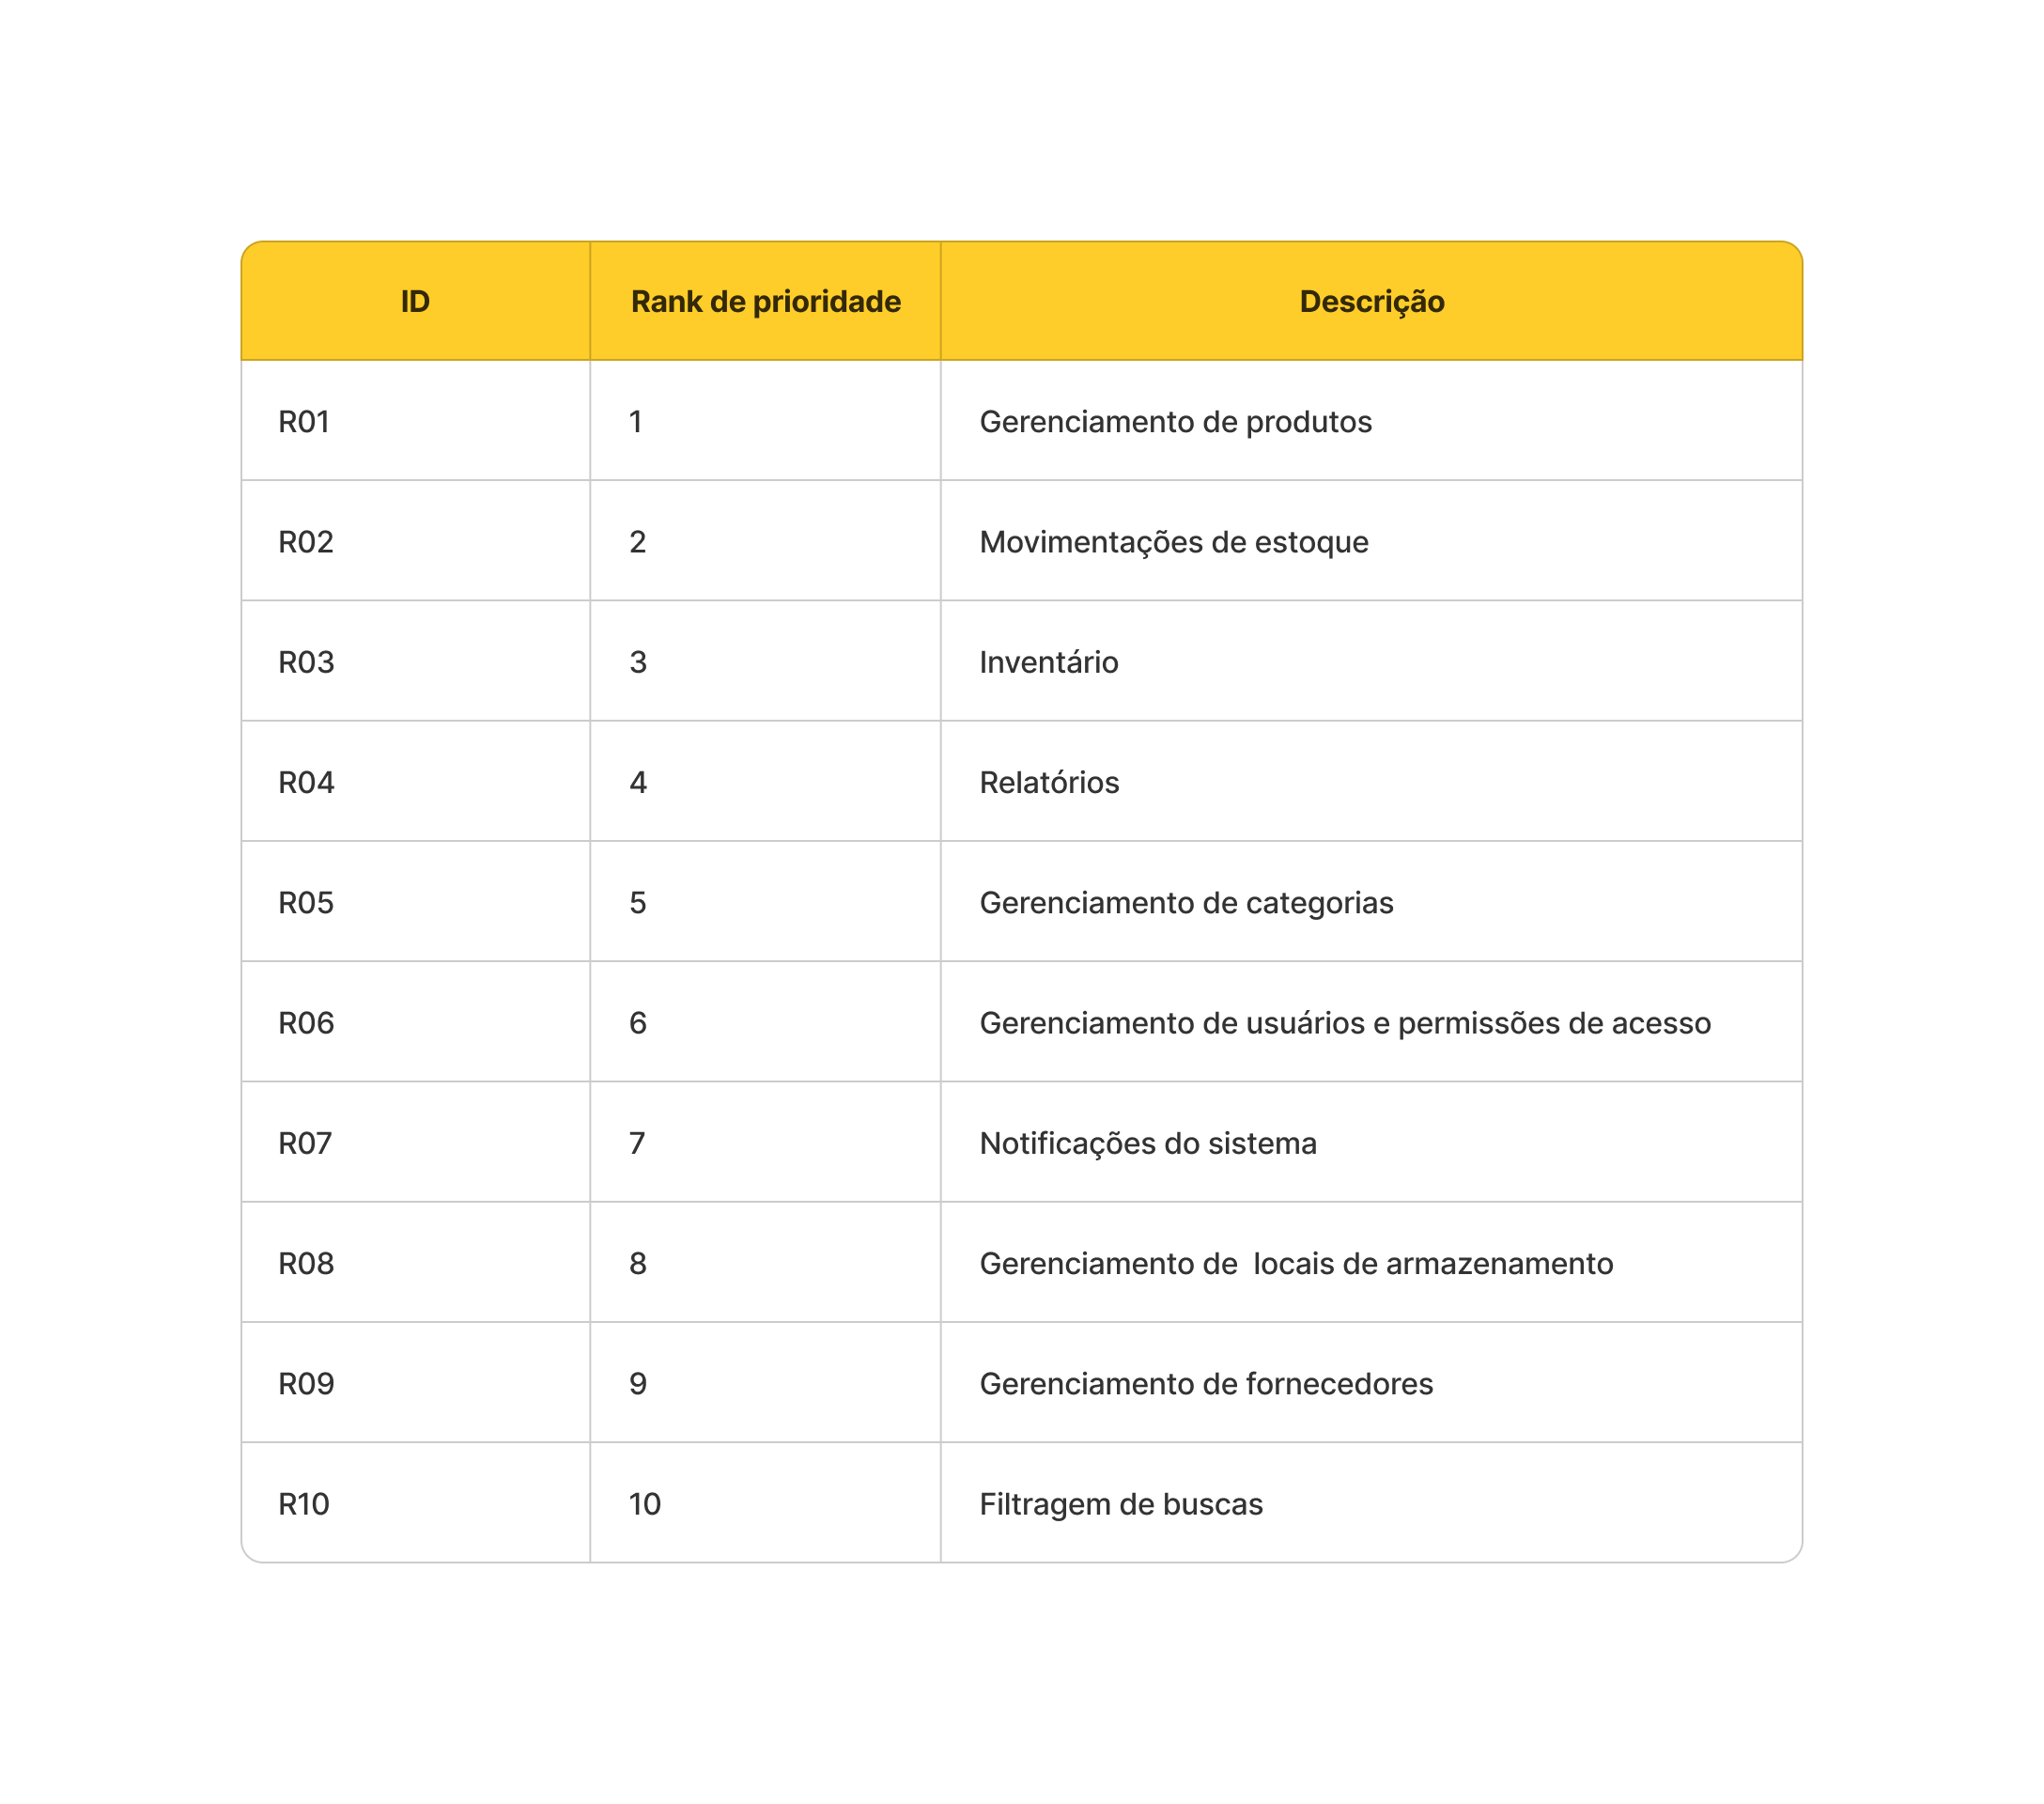 ID Rank de prioridade Descrição
R01 1 Gerenciamento de produtos
R02 2 Movimentações de estoque
R03 3 Inventário
R04 4 Relatórios
R05 5 Gerenciamento de categorias
R06 6 Gerenciamento de usuários e permissões de acesso
R07 7 Notificações do sistema
R08 8 Gerenciamento de  locais de armazenamento
R09 9 Gerenciamento de fornecedores
R10 10 Filtragem de buscas